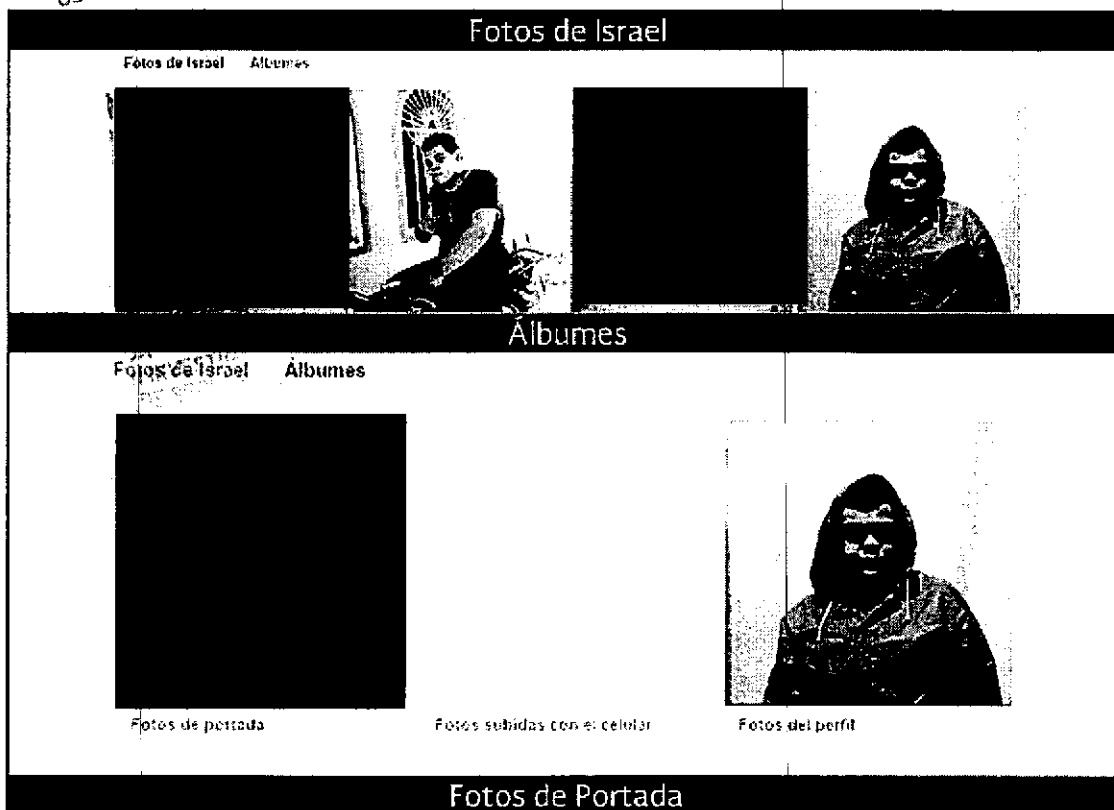 Fotos de Israel
Fotos de Israel Álbumes
Álbumes
Fotos de Israel Álbumes
Fotos de portada Fotos subidas con el celular Fotos del perfil
Fotos de Portada